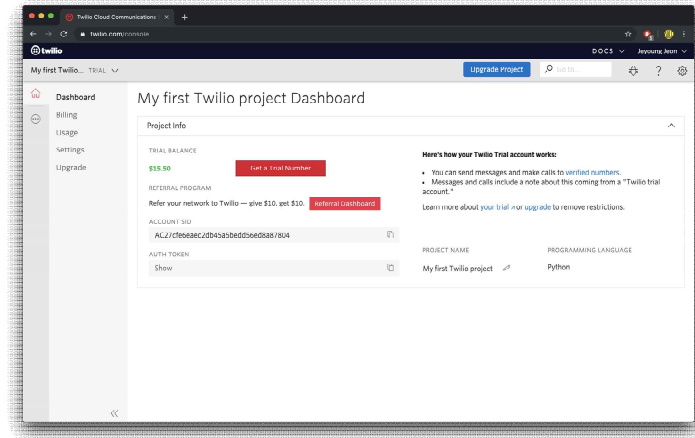 Twilio Cloud Communications
twilio.com/console
twilio
DOCS
Jeyoung Jeon
My first Twilio... TRIAL
Upgrade Project
Go to...
Dashboard
Billing
Usage
Settings
Upgrade
My first Twilio project Dashboard
Project Info
TRIAL BALANCE
$15.50
Get a Trial Number
REFERRAL PROGRAM
Refer your network to Twilio — give $10. get $10.
Referral Dashboard
ACCOUNT SID
AUTH TOKEN
Show
Here's how your Twilio Trial account works:
• You can send messages and make calls to verified numbers.
• Messages and calls include a note about this coming from a "Twilio trial
account."
Learn more about your trial or upgrade to remove restrictions.
PROJECT NAME
My first Twilio project
PROGRAMMING LANGUAGE
Python